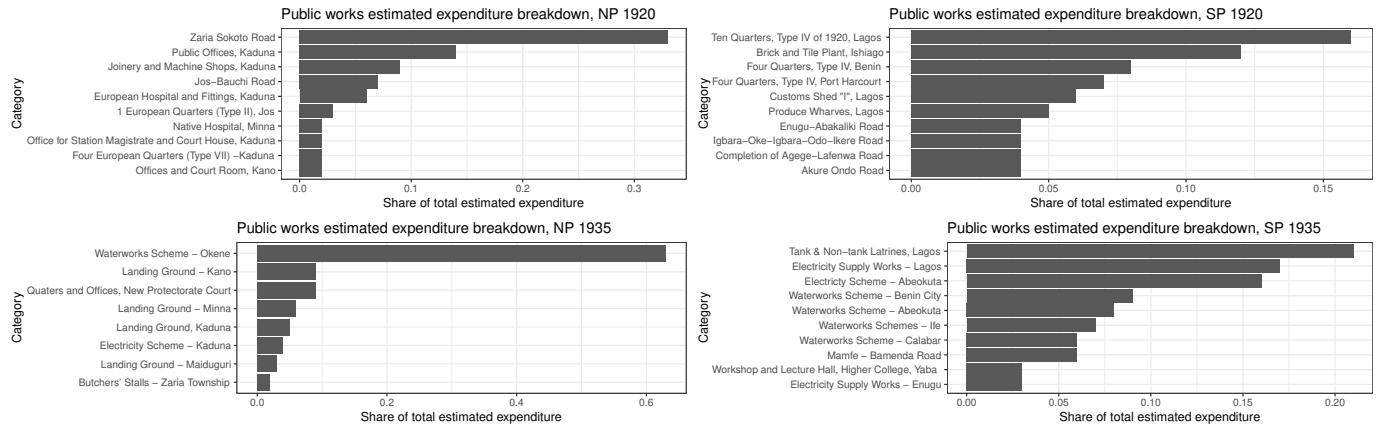 Public works estimated expenditure breakdown, NP 1920
Category
Zaria Sokoto Road
Public Offices, Kaduna
Joinery and Machine Shops, Kaduna
Jos−Bauchi Road
European Hospital and Fittings, Kaduna
1 European Quarters (Type II), Jos
Native Hospital, Minna
Office for Station Magistrate and Court House, Kaduna
Four European Quarters (Type VII) −Kaduna
Offices and Court Room, Kano
0.0 0.1 0.2 0.3
Share of total estimated expenditure
Public works estimated expenditure breakdown, SP 1920
Category
Ten Quarters, Type IV of 1920, Lagos
Brick and Tile Plant, Ishiago
Four Quarters, Type IV, Benin
Four Quarters, Type IV, Port Harcourt
Customs Shed "I", Lagos
Produce Wharves, Lagos
Enugu−Abakaliki Road
Igbara−Oke−Igbara−Odo−Ikere Road
Completion of Agege−Lafenwa Road
Akure Ondo Road
0.00 0.05 0.10 0.15
Share of total estimated expenditure
Public works estimated expenditure breakdown, NP 1935
Category
Waterworks Scheme − Okene
Landing Ground − Kano
Quaters and Offices, New Protectorate Court
Landing Ground − Minna
Landing Ground, Kaduna
Electricity Scheme − Kaduna
Landing Ground − Maiduguri
Butchers' Stalls − Zaria Township
0.0 0.2 0.4 0.6
Share of total estimated expenditure
Public works estimated expenditure breakdown, SP 1935
Category
Tank & Non−tank Latrines, Lagos
Electricity Supply Works − Lagos
Electricty Scheme − Abeokuta
Waterworks Scheme − Benin City
Waterworks Scheme − Abeokuta
Waterworks Schemes − Ife
Waterworks Scheme − Calabar
Mamfe − Bamenda Road
Workshop and Lecture Hall, Higher College, Yaba
Electricity Supply Works − Enugu
0.00 0.05 0.10 0.15 0.20
Share of total estimated expenditure